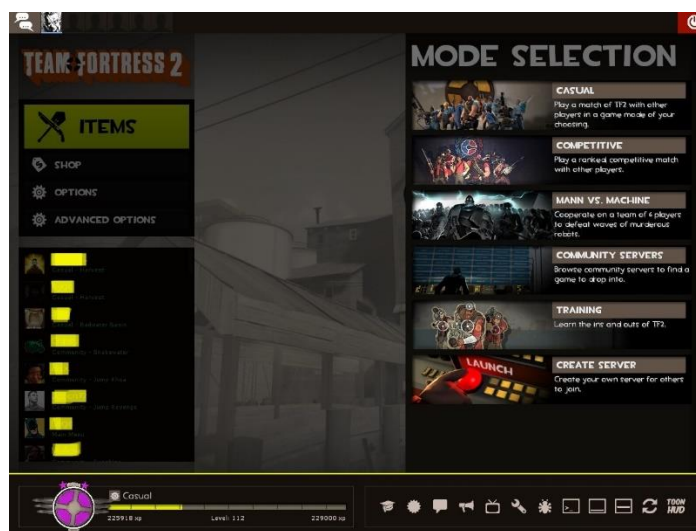 TEAM FORTRESS 2
ITEMS
SHOP
OPTIONS
ADVANCED OPTIONS
MODE SELECTION
CASUAL
Play a match of TF2 with other
players in a game mode of your
choosing.
COMPETITIVE
Play a ranked competitive match
with other players.
MANN VS. MACHINE
Cooperate on a team of 6 players
to defeat waves of murderous
robots.
COMMUNITY SERVERS
Browse community servers to find a
game to drop into.
TRAINING
Learn the ins and outs of TF2.
LAUNCH
CREATE SERVER
Create your own server for others
to join.
Casual
225918 xp
Level: 112
229000 xp
TOON
HUD